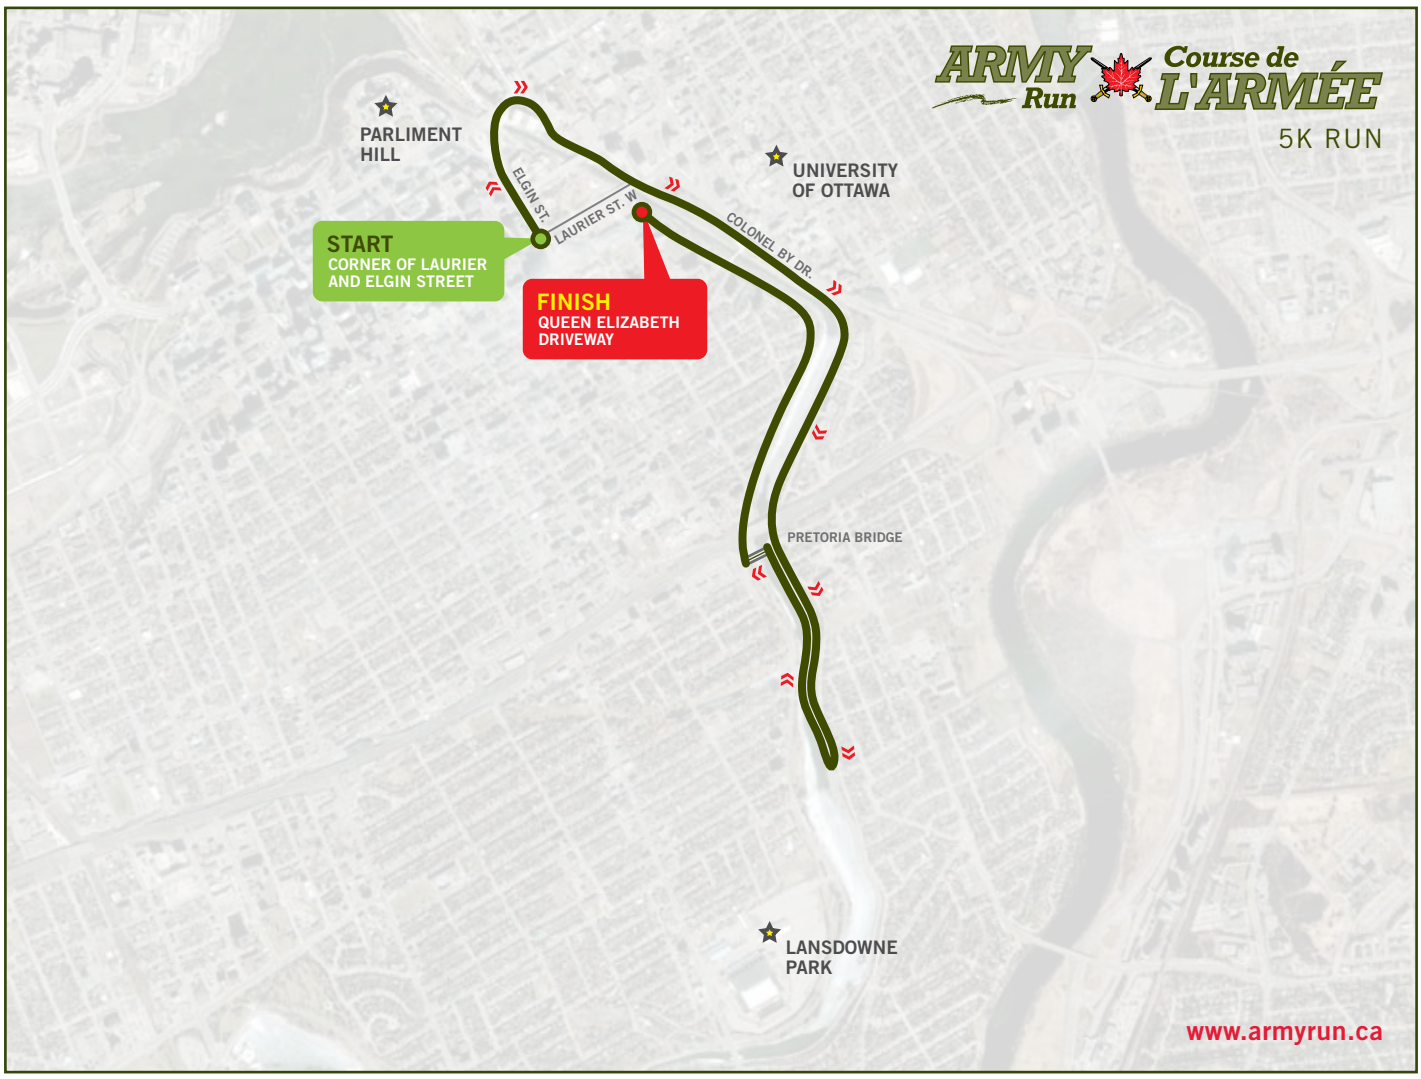 ARMY
Run
Course de
L'ARMÉE
5K RUN
PARLIMENT
HILL
UNIVERSITY
OF OTTAWA
ELGIN ST.
LAURIER ST. W
COLONEL BY DR.
START
CORNER OF LAURIER
AND ELGIN STREET
FINISH
QUEEN ELIZABETH
DRIVEWAY
PRETORIA BRIDGE
LANSDOWNE
PARK
www.armyrun.ca